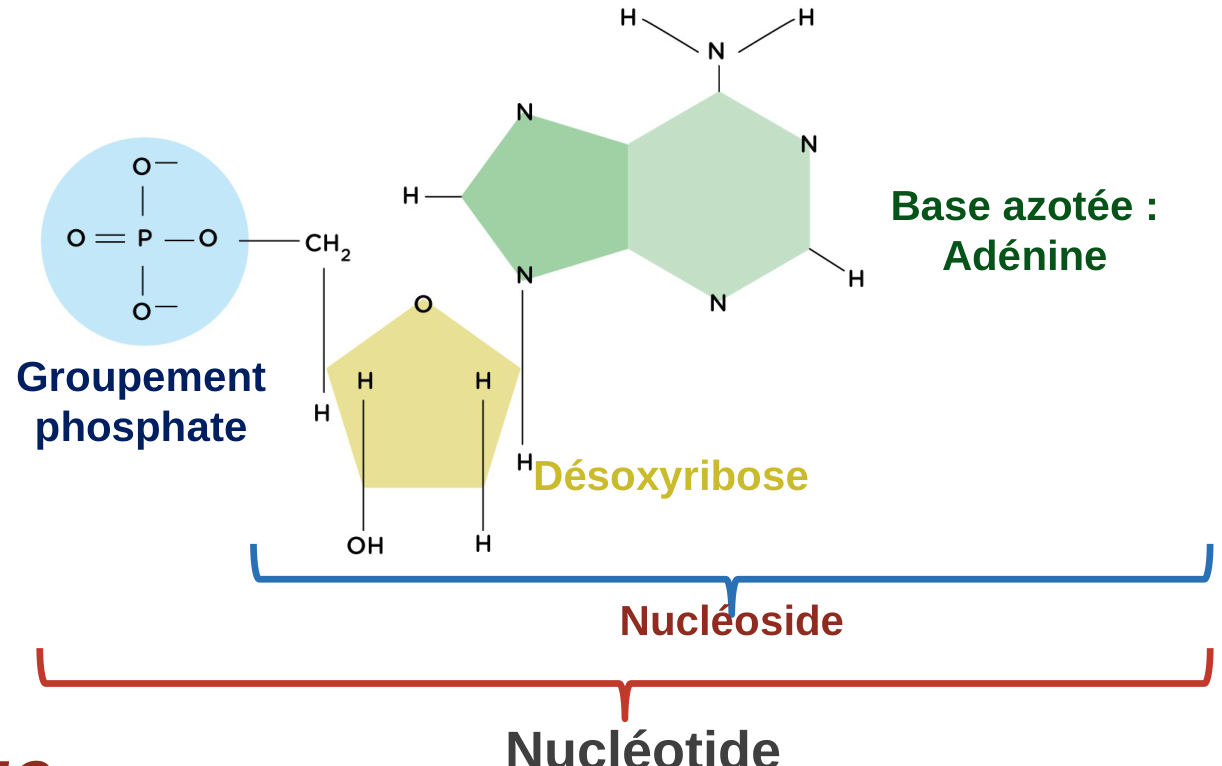 H H
N
N
N
O—
H
O = P — O
CH2
H
N
O—
N
O
Base azotée :
Adénine
Groupement
phosphate
H H
H
H
Désoxyribose
OH H
Nucléoside
Nucléotide